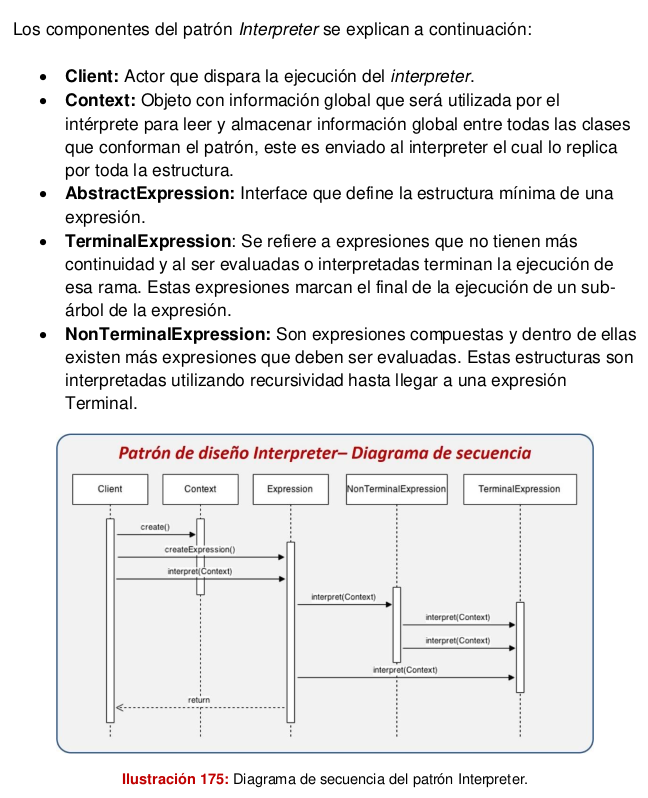 Los componentes del patrón Interpreter se explican a continuación:
• Client: Actor que dispara la ejecución del interpreter.
• Context: Objeto con información global que será utilizada por el
intérprete para leer y almacenar información global entre todas las clases
que conforman el patrón, este es enviado al interpreter el cual lo replica
por toda la estructura.
• AbstractExpression: Interface que define la estructura mínima de una
expresión.
• TerminalExpression: Se refiere a expresiones que no tienen más
continuidad y al ser evaluadas o interpretadas terminan la ejecución de
esa rama. Estas expresiones marcan el final de la ejecución de un sub-
árbol de la expresión.
• NonTerminalExpression: Son expresiones compuestas y dentro de ellas
existen más expresiones que deben ser evaluadas. Estas estructuras son
interpretadas utilizando recursividad hasta llegar a una expresión
Terminal.
Patrón de diseño Interpreter– Diagrama de secuencia
Client
Context
Expression
NonTerminalExpression
TerminalExpression
create()
createExpression()
interpret(Context)
interpret(Context)
interpret(Context)
interpret(Context)
interpret(Context)
return
Ilustración 175: Diagrama de secuencia del patrón Interpreter.